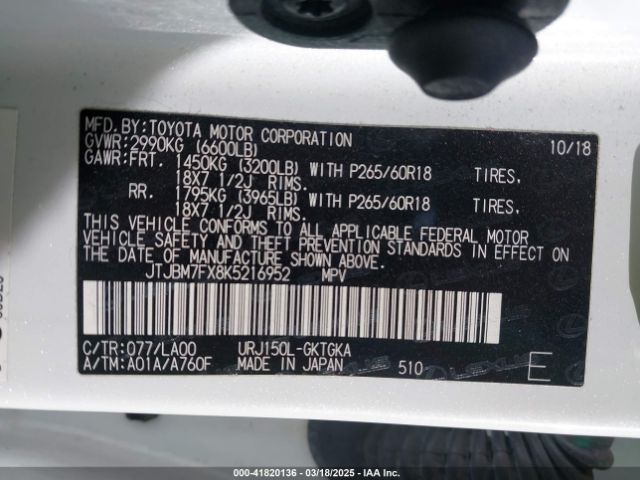 MFD. BY: TOYOTA MOTOR CORPORATION 10/18
GVWR: 2990KG (6600LB)
GAWR: FRT. 1450KG (3200LB) WITH P265/60R18 TIRES,
18X7 1/2J RIMS.
RR. 1795KG (3965LB) WITH P265/60R18 TIRES,
18X7 1/2J RIMS.
THIS VEHICLE CONFORMS TO ALL APPLICABLE FEDERAL MOTOR
VEHICLE SAFETY AND THEFT PREVENTION STANDARDS IN EFFECT
ON THE DATE OF MANUFACTURE SHOWN ABOVE.
JTJBM7FX8K5216952 MPV
C/TR: 077/LA00 URJ150L-GKTGKA
A/TM: A01A/A760F MADE IN JAPAN 510 E
LEXUS
000-41820136 - 03/18/2025 - IAAI.COM